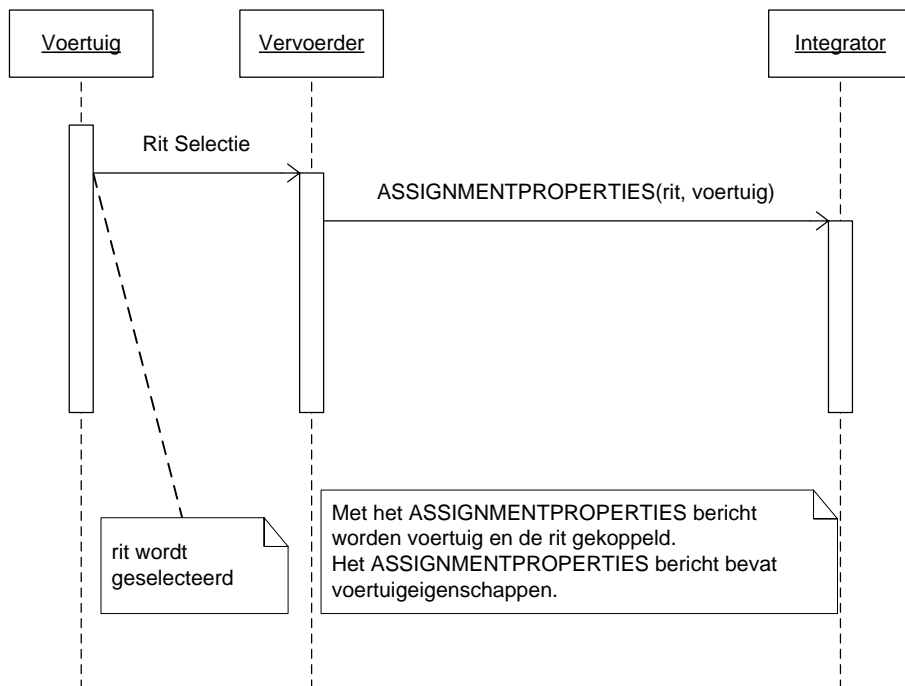 Voertuig
Vervoerder
Integrator
Rit Selectie
ASSIGNMENTPROPERTIES(rit, voertuig)
rit wordt
geselecteerd
Met het ASSIGNMENTPROPERTIES bericht
worden voertuig en de rit gekoppeld.
Het ASSIGNMENTPROPERTIES bericht bevat
voertuigeigenschappen.